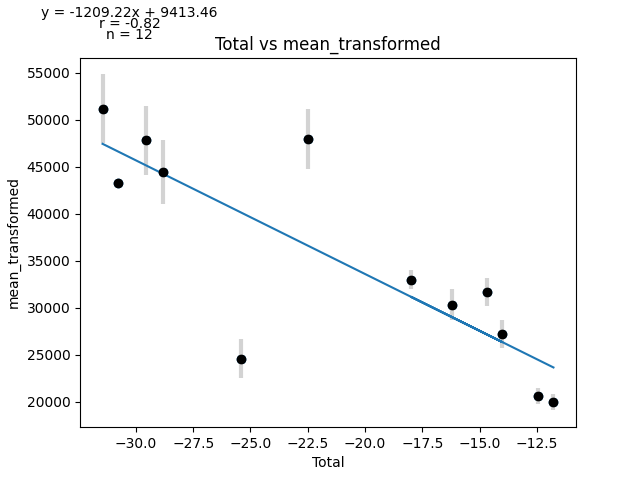 y = -1209.22x + 9413.46
r = -0.82
n = 12
Total vs mean_transformed
55000
50000
45000
40000
35000
30000
25000
20000
mean_transformed
−30.0 −27.5 −25.0 −22.5 −20.0 −17.5 −15.0 −12.5
Total